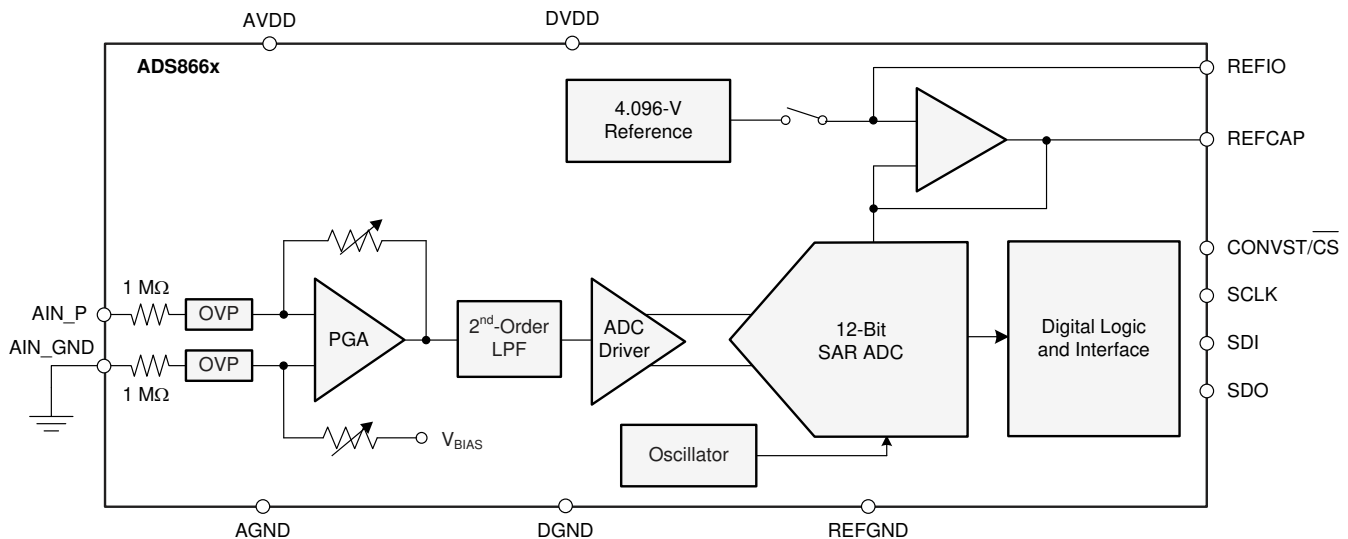 AVDD
DVDD
ADS866x
REFIO
4.096-V
Reference
REFCAP
CONVST/C̅S̅
1 MΩ
SCLK
AIN_P
OVP
2nd-Order
LPF
ADC
Driver
12-Bit
SAR ADC
Digital Logic
and Interface
PGA
SDI
AIN_GND
OVP
1 MΩ
SDO
VBIAS
Oscillator
AGND
DGND
REFGND